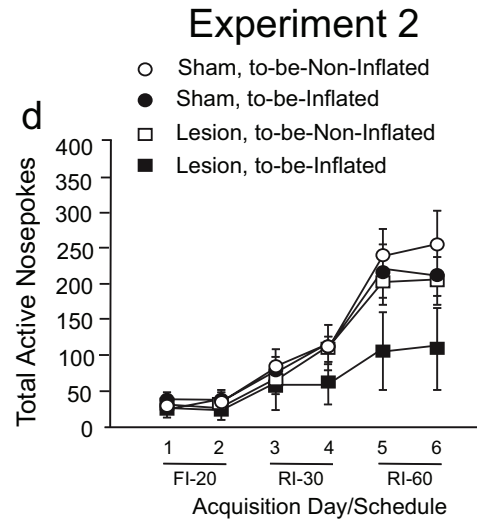 Experiment 2
Sham, to-be-Non-Inflated
Sham, to-be-Inflated
Lesion, to-be-Non-Inflated
Lesion, to-be-Inflated
d
Total Active Nosepokes
400
350
300
250
200
150
100
50
0
1 2 3 4 5 6
FI-20 RI-30 RI-60
Acquisition Day/Schedule